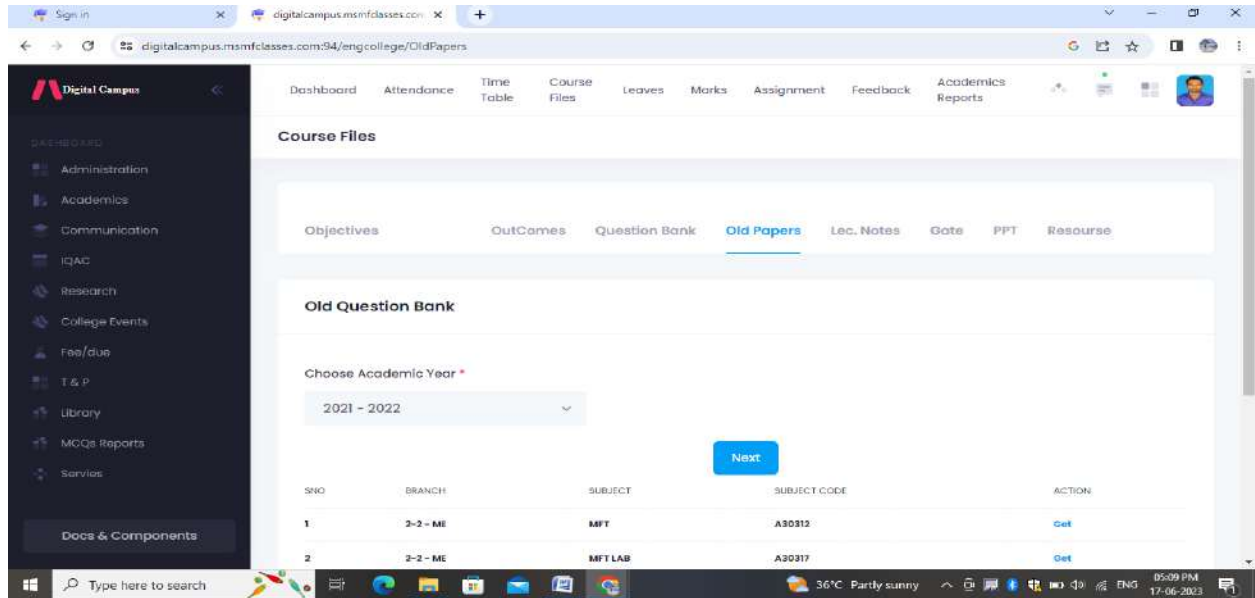 Sign in
digitalcampus.msmfclasses.com
digitalcampus.msmfclasses.com:94/engcollege/OldPapers
Digital Campus
Dashboard Attendance Time Table Course Files Leaves Marks Assignment Feedback Academics Reports
Course Files
DASHBOARD
Administration
Academics
Communication
IQAC
Research
College Events
Fee/due
T & P
Library
MCQs Reports
Servies
Docs & Components
Objectives OutComes Question Bank Old Papers Lec. Notes Gate PPT Resourse
Old Question Bank
Choose Academic Year *
2021 - 2022
Next
SNO BRANCH SUBJECT SUBJECT CODE ACTION
1 2-2 - ME MFT A30312 Get
2 2-2 - ME MFT LAB A30317 Get
Type here to search
36°C Partly sunny
ENG
05:09 PM
17-06-2023